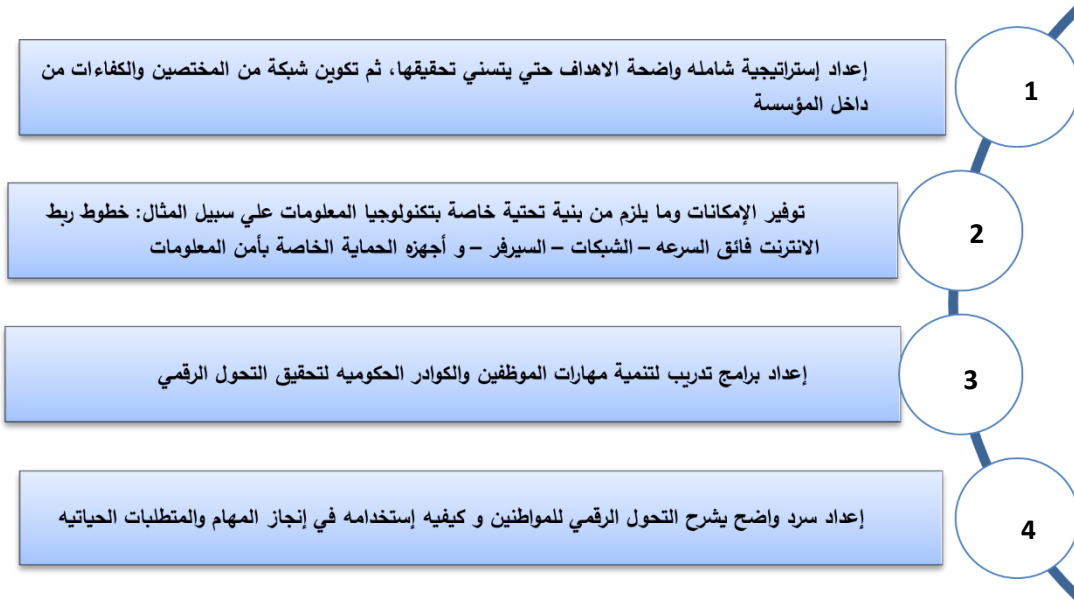 1
إعداد إستراتيجية شامله واضحة الاهداف حتي يتسني تحقيقها، ثم تكوين شبكة من المختصين والكفاءات من
داخل المؤسسة
2
توفير الإمكانات وما يلزم من بنية تحتية خاصة بتكنولوجيا المعلومات علي سبيل المثال: خطوط ربط
الانترنت فائق السرعه – الشبكات – السيرفر – و أجهزه الحماية الخاصة بأمن المعلومات
3
إعداد برامج تدريب لتنمية مهارات الموظفين والكوادر الحكوميه لتحقيق التحول الرقمي
4
إعداد سرد واضح يشرح التحول الرقمي للمواطنين و كيفيه إستخدامه في إنجاز المهام والمتطلبات الحياتيه